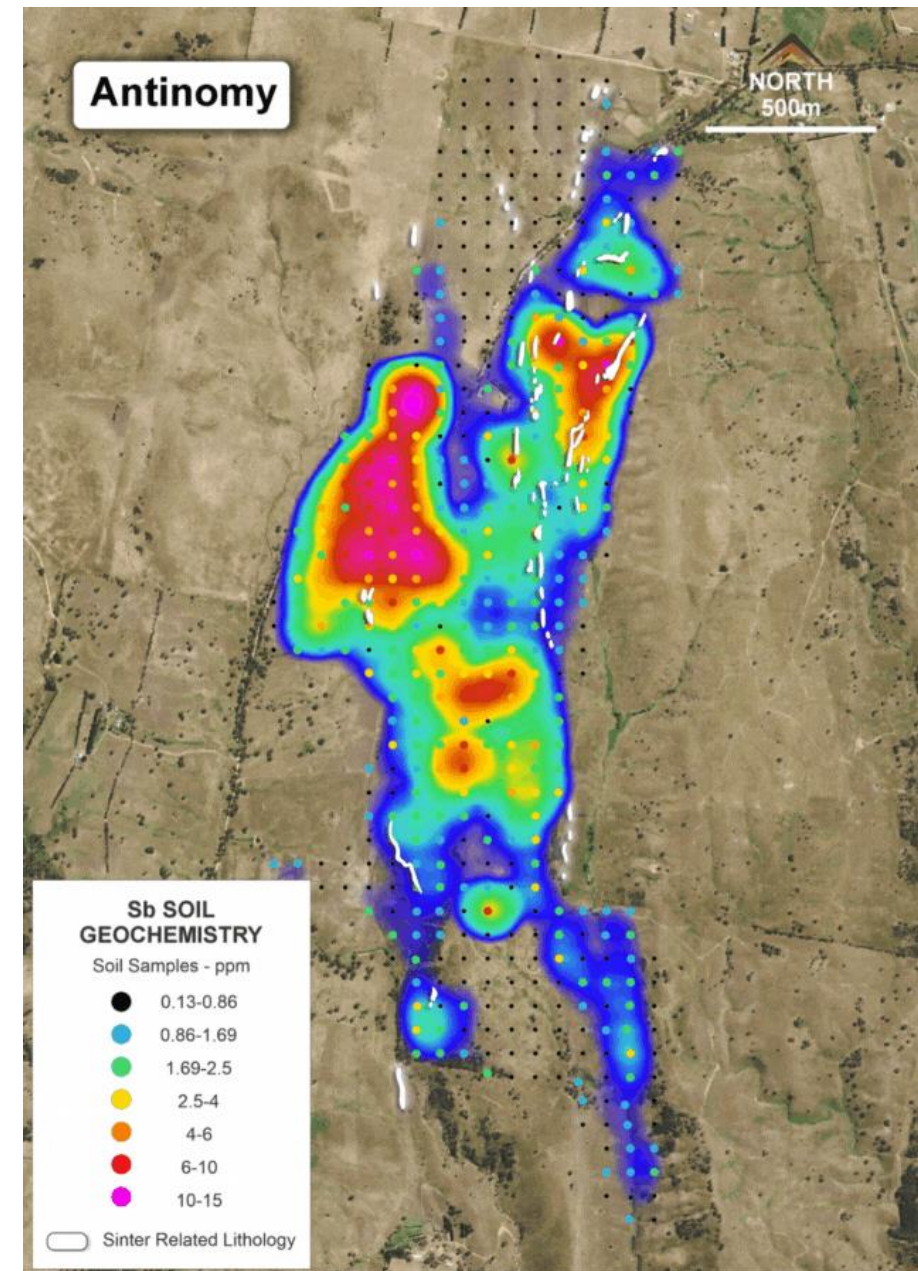 Antinomy
NORTH
500m
Sb SOIL
GEOCHEMISTRY
Soil Samples - ppm
0.13-0.86
0.86-1.69
1.69-2.5
2.5-4
4-6
6-10
10-15
Sinter Related Lithology